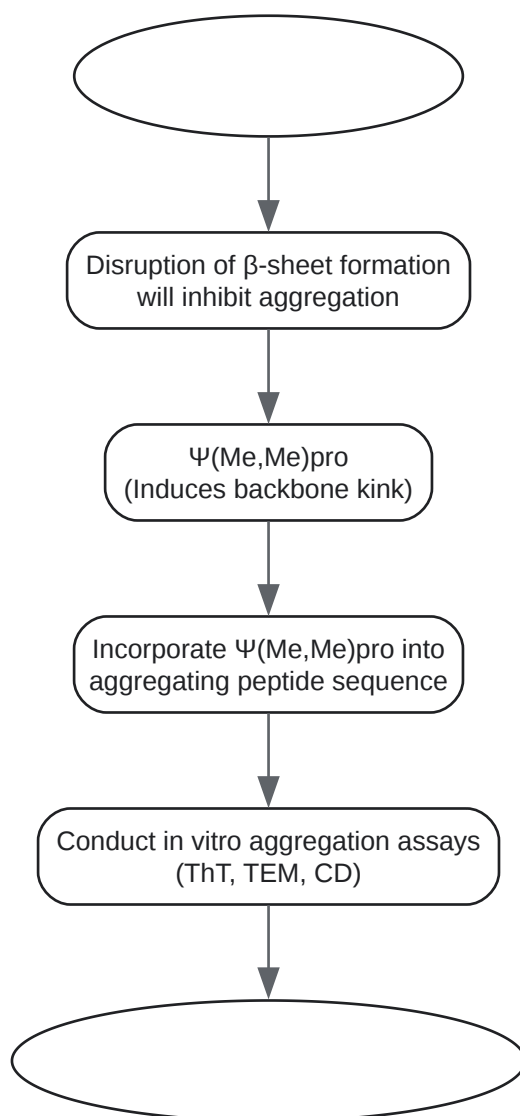 Disruption of β-sheet formation
will inhibit aggregation
Ψ(Me,Me)pro
(Induces backbone kink)
Incorporate Ψ(Me,Me)pro into
aggregating peptide sequence
Conduct in vitro aggregation assays
(ThT, TEM, CD)